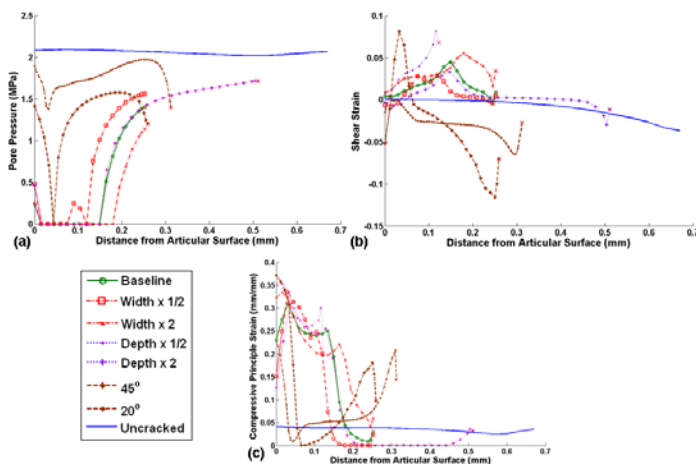 (a)
Pore Pressure (MPa)
2.5
2
1.5
1
0.5
0
0 0.1 0.2 0.3 0.4 0.5 0.6 0.7
Distance from Articular Surface (mm)
(b)
Shear Strain
0.1
0.05
0
-0.05
-0.1
-0.15
0 0.1 0.2 0.3 0.4 0.5 0.6 0.7
Distance from Articular Surface (mm)
Baseline
Width x 1/2
Width x 2
Depth x 1/2
Depth x 2
45°
20°
Uncracked
(c)
Compressive Principle Strain (mm/mm)
0.4
0.35
0.3
0.25
0.2
0.15
0.1
0.05
0
0 0.1 0.2 0.3 0.4 0.5 0.6 0.7
Distance from Articular Surface (mm)